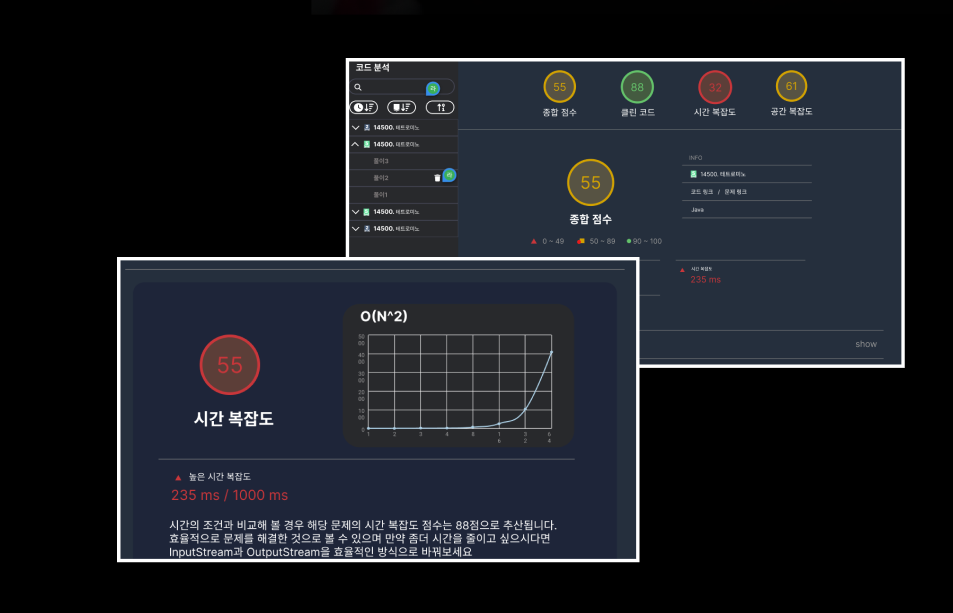 코드 분석
55
88
32
61
종합 점수
클린 코드
시간 복잡도
공간 복잡도
14500. 테트로미노
14500. 테트로미노
풀이3
풀이2
풀이1
14500. 테트로미노
14500. 테트로미노
55
종합 점수
0 ~ 49
50 ~ 89
90 ~ 100
INFO
14500. 테트로미노
코드 링크 / 문제 링크
Java
시간 복잡도
235 ms
show
55
시간 복잡도
O(N^2)
50
00
40
00
30
00
20
00
10
00
0
1 2 3 4 8 1 3 6
6 2 4
높은 시간 복잡도
235 ms / 1000 ms
시간의 조건과 비교해 볼 경우 해당 문제의 시간 복잡도 점수는 88점으로 추산됩니다.
효율적으로 문제를 해결한 것으로 볼 수 있으며 만약 좀더 시간을 줄이고 싶으시다면
InputStream과 OutputStream을 효율적인 방식으로 바꿔보세요